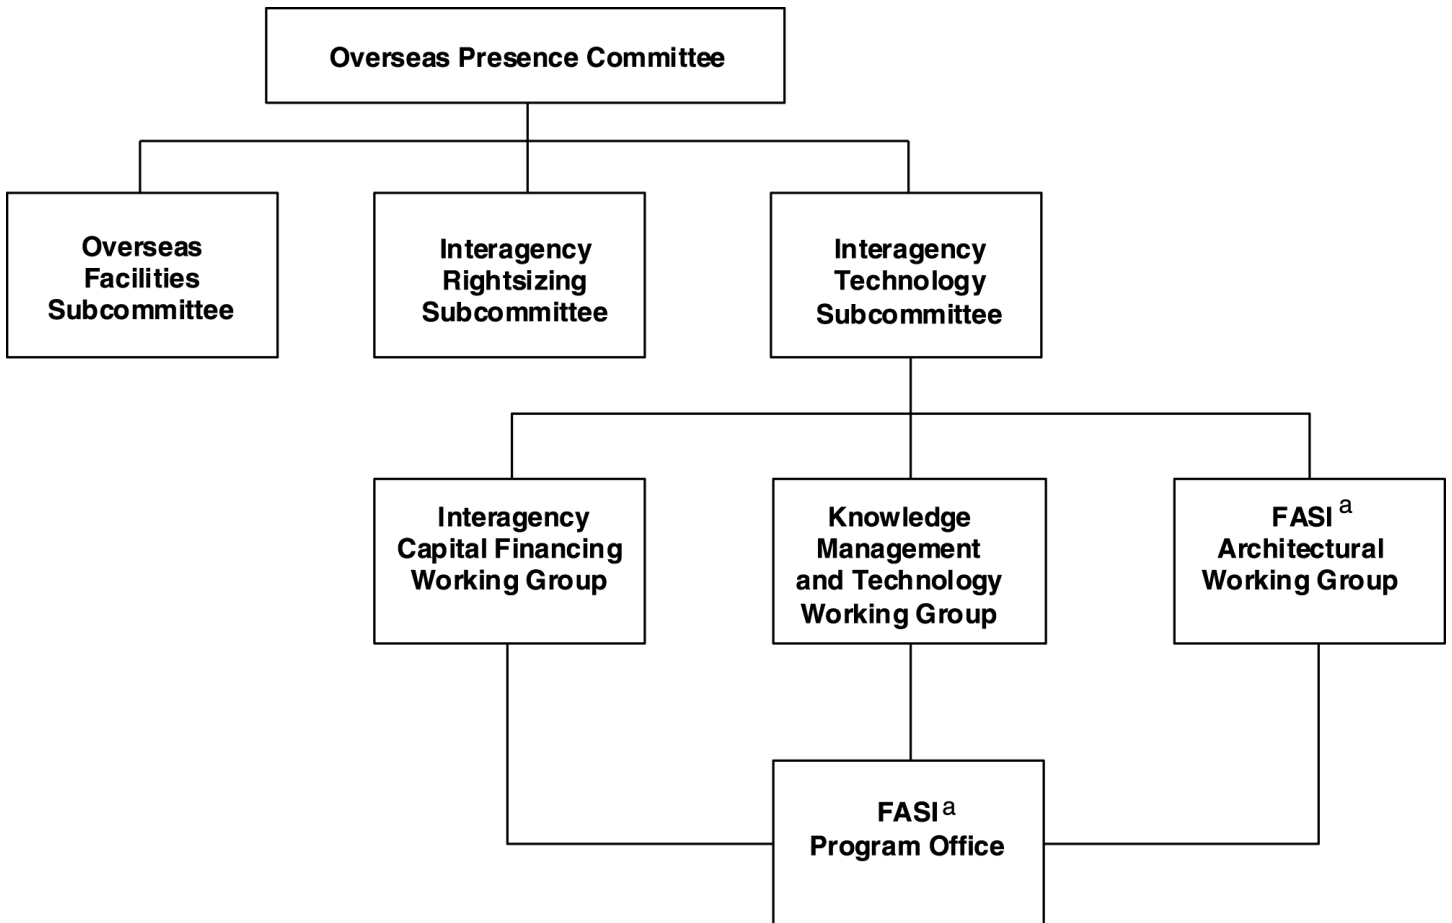 Overseas Presence Committee
Overseas
Facilities
Subcommittee
Interagency
Rightsizing
Subcommittee
Interagency
Technology
Subcommittee
Interagency
Capital Financing
Working Group
Knowledge
Management
and Technology
Working Group
FASI a
Architectural
Working Group
FASI a
Program Office